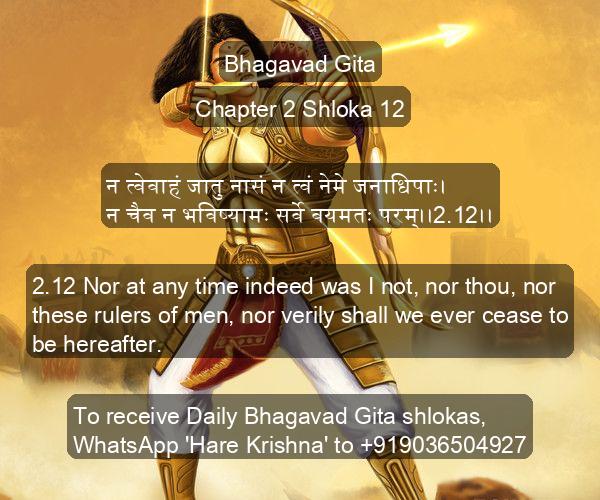 Bhagavad Gita
Chapter 2 Shloka 12
न त्वेवाहं जातु नासं न त्वं नेमे जनाधिपाः।
न चैव न भविष्यामः सर्वे वयमतः परम्।।2.12।।
2.12 Nor at any time indeed was I not, nor thou, nor
these rulers of men, nor verily shall we ever cease to
be hereafter.
To receive Daily Bhagavad Gita shlokas,
WhatsApp 'Hare Krishna' to +919036504927